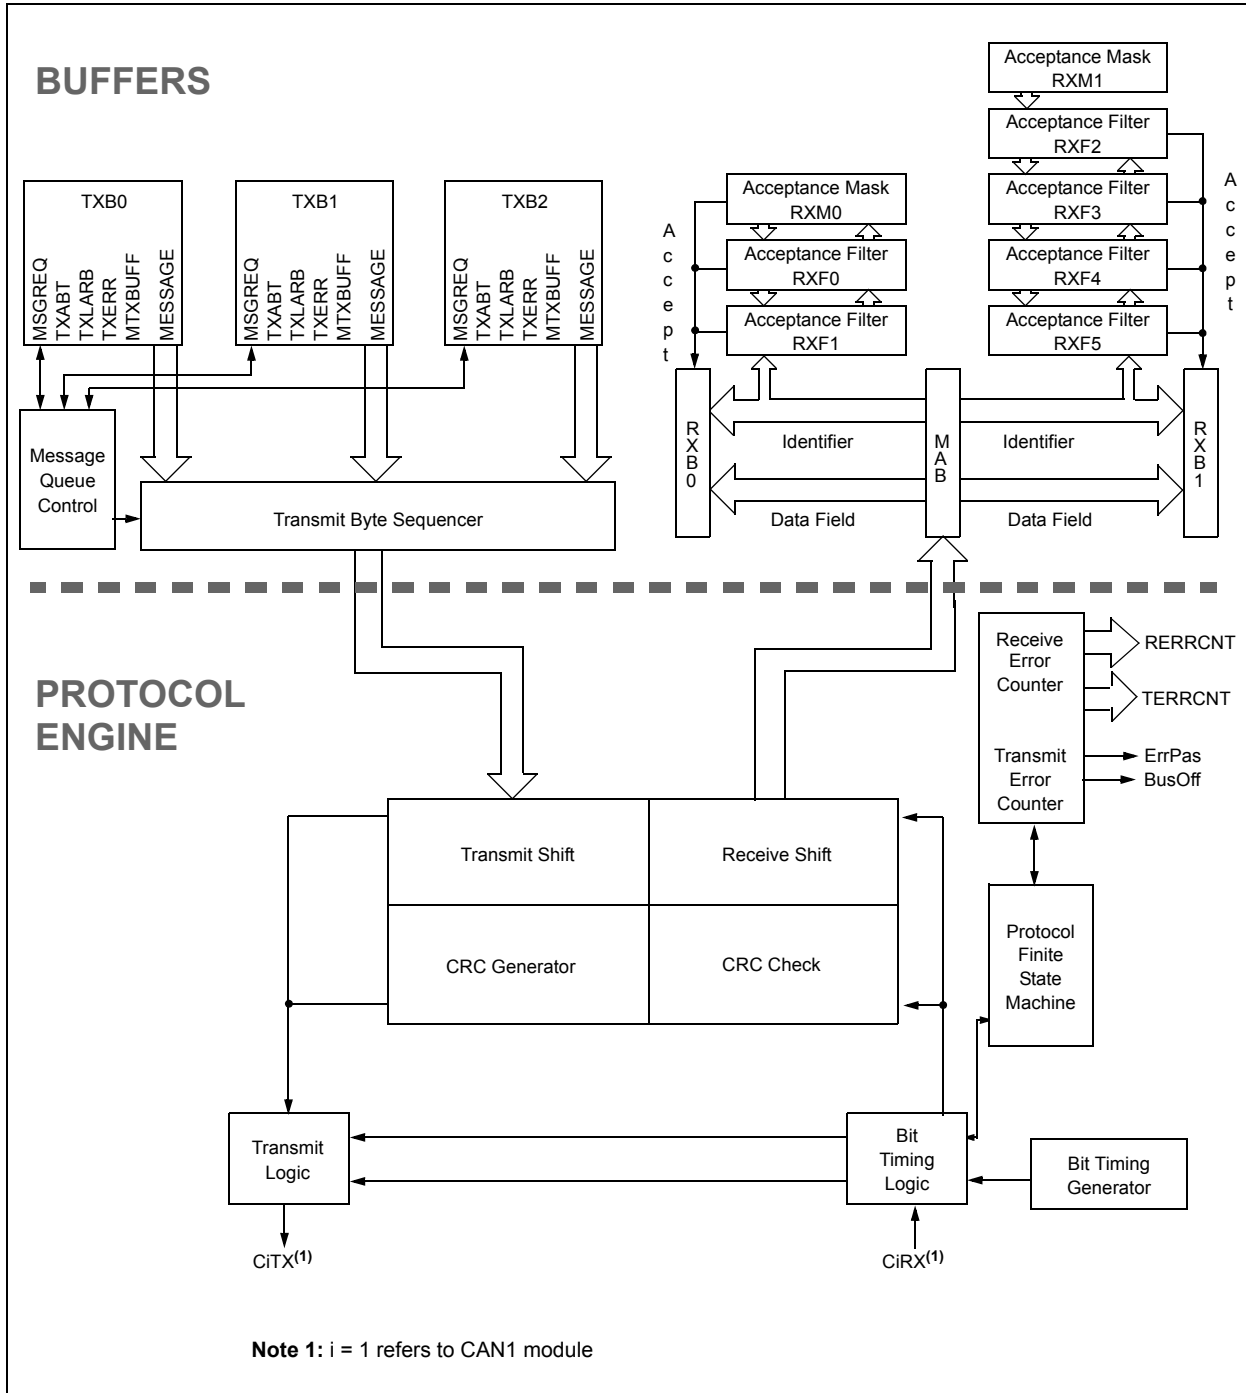 BUFFERS
Acceptance Mask
RXM1
Acceptance Filter
RXF2
Acceptance Filter
RXF3
Acceptance Filter
RXF4
Acceptance Filter
RXF5
Accept
Acceptance Mask
RXM0
Acceptance Filter
RXF0
Acceptance Filter
RXF1
Accept
TXB0
MSGREQ
TXABT
TXLARB
TXERR
MTXBUFF
MESSAGE
TXB1
MSGREQ
TXABT
TXLARB
TXERR
MTXBUFF
MESSAGE
TXB2
MSGREQ
TXABT
TXLARB
TXERR
MTXBUFF
MESSAGE
Message
Queue
Control
Transmit Byte Sequencer
RXB0
Identifier
Data Field
MAB
Identifier
Data Field
RXB1
PROTOCOL
ENGINE
Receive
Error
Counter
RERRCNT
TERRCNT
Transmit
Error
Counter
ErrPas
BusOff
Transmit Shift
Receive Shift
CRC Generator
CRC Check
Protocol
Finite
State
Machine
Transmit
Logic
Bit
Timing
Logic
Bit Timing
Generator
CiTX(1)
CiRX(1)
Note 1: i = 1 refers to CAN1 module